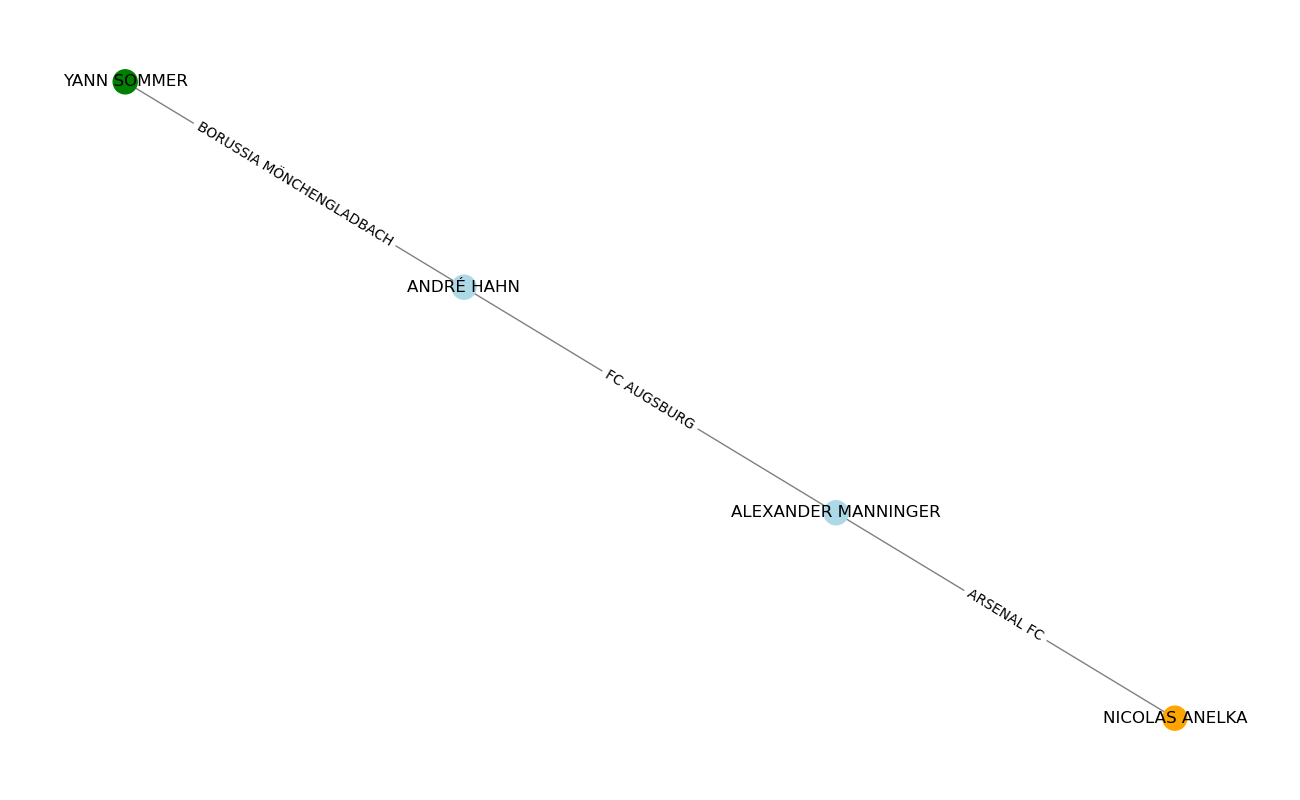 YANN SOMMER
BORUSSIA MÖNCHENGLADBACH
ANDRÉ HAHN
FC AUGSBURG
ALEXANDER MANNINGER
ARSENAL FC
NICOLAS ANELKA